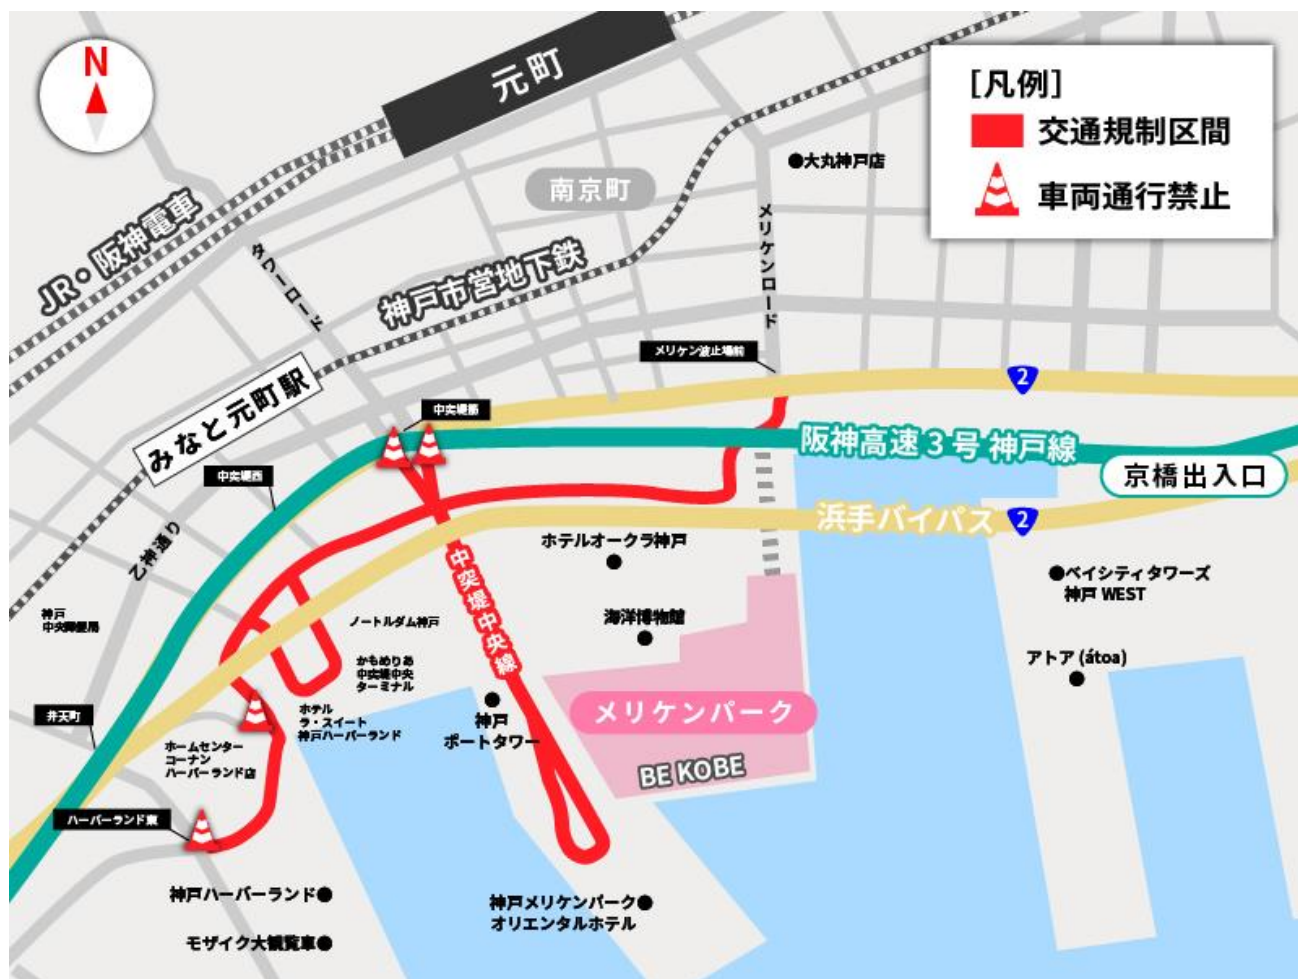 N
元町
[凡例]
交通規制区間
車両通行禁止
大丸神戸店
南京町
JR・阪神電車
メリケンロード
タワーロード
神戸市営地下鉄
メリケン波止場前
2
みなと元町駅
中突堤筋
阪神高速3号神戸線
京橋出入口
中突堤西
浜手バイパス
2
乙仲通り
ホテルオークラ神戸
中突堤中央線
ベイシティタワーズ
神戸 WEST
神戸
中央郵便局
ノートルダム神戸
海洋博物館
かもめりあ
中突堤中央
ターミナル
アトア (átoa)
弁天町
ホテル
ラ・スイート
神戸ハーバーランド
神戸
ポートタワー
メリケンパーク
ホームセンター
コーナン
ハーバーランド店
BE KOBE
ハーバーランド東
神戸ハーバーランド
神戸メリケンパーク
オリエンタルホテル
モザイク大観覧車